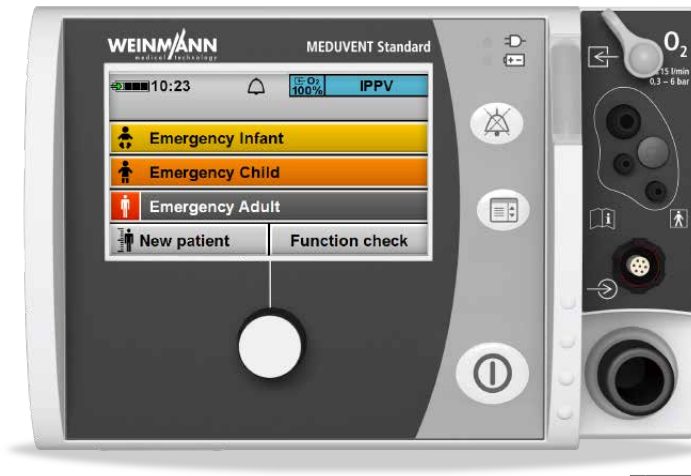 WEINMANN
medical technology
MEDUVENT Standard
10:23
O₂
100%
IPPV
Emergency Infant
Emergency Child
Emergency Adult
New patient
Function check
O₂
15 l/min
0,3 – 6 bar
i